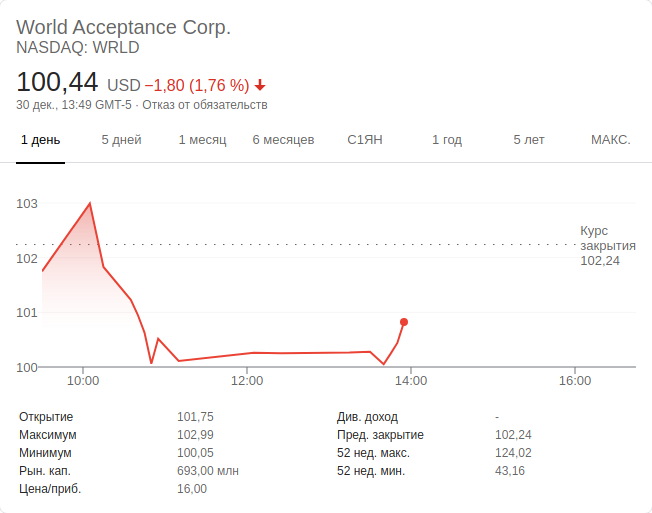 World Acceptance Corp.
NASDAQ: WRLD
100,44 USD −1,80 (1,76 %)
30 дек., 13:49 GMT-5 · Отказ от обязательств
1 день 5 дней 1 месяц 6 месяцев С1ЯН 1 год 5 лет МАКС.
103
102
101
100
Курс
закрытия
102,24
10:00 12:00 14:00 16:00
Открытие 101,75 Див. доход -
Максимум 102,99 Пред. закрытие 102,24
Минимум 100,05 52 нед. макс. 124,02
Рын. кап. 693,00 млн 52 нед. мин. 43,16
Цена/приб. 16,00